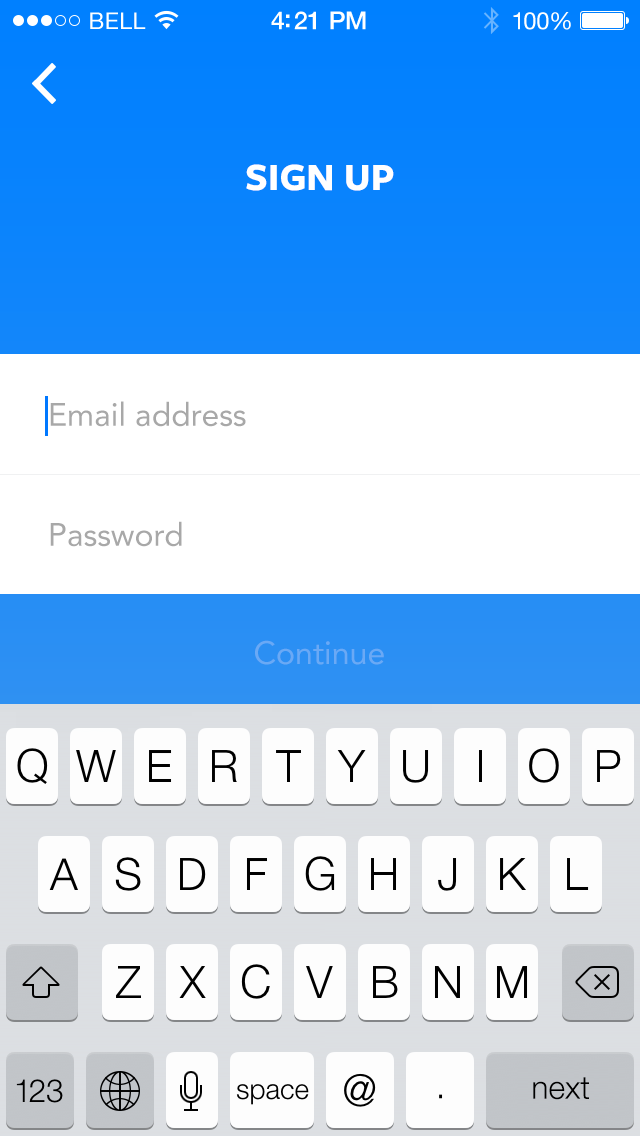 BELL 4:21 PM 100%
SIGN UP
Email address
Password
Continue
Q W E R T Y U I O P
A S D F G H J K L
Z X C V B N M
123 space @ . next